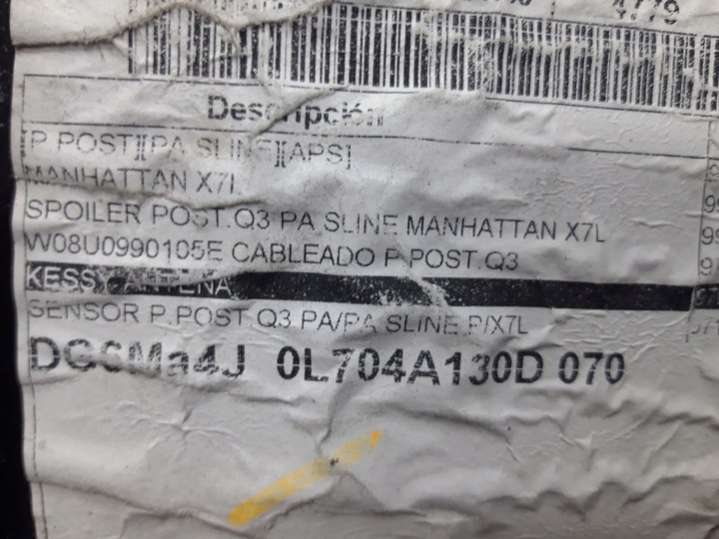 4779
Descripción
[P.POST][PA SLINE][APS]
MANHATTAN X7L
SPOILER POST.Q3 PA SLINE MANHATTAN X7L
W08U0990105E CABLEADO P.POST.Q3
KESSY
SENSOR P.POST.Q3 PA/PA SLINE P/X7L
DG6Ma4J 0L704A130D 070